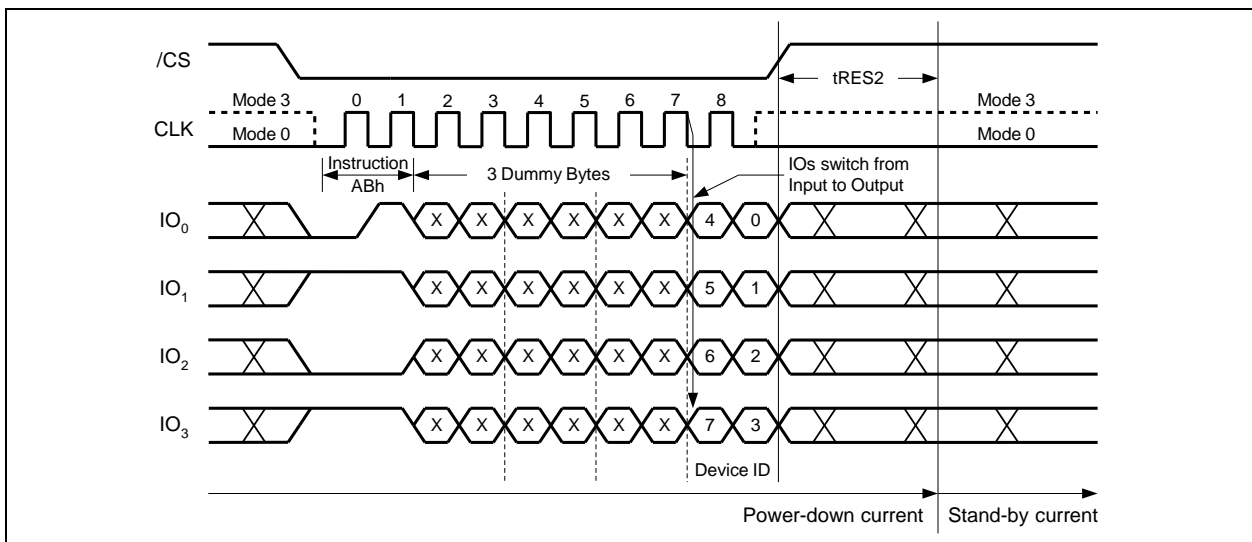 /CS
tRES2
0 1 2 3 4 5 6 7 8
Mode 3 Mode 3
CLK
Mode 0 Mode 0
Instruction
ABh
3 Dummy Bytes
IOs switch from
Input to Output
IO0 X X X X X X 4 0
IO1 X X X X X X 5 1
IO2 X X X X X X 6 2
IO3 X X X X X X 7 3
Device ID
Power-down current Stand-by current